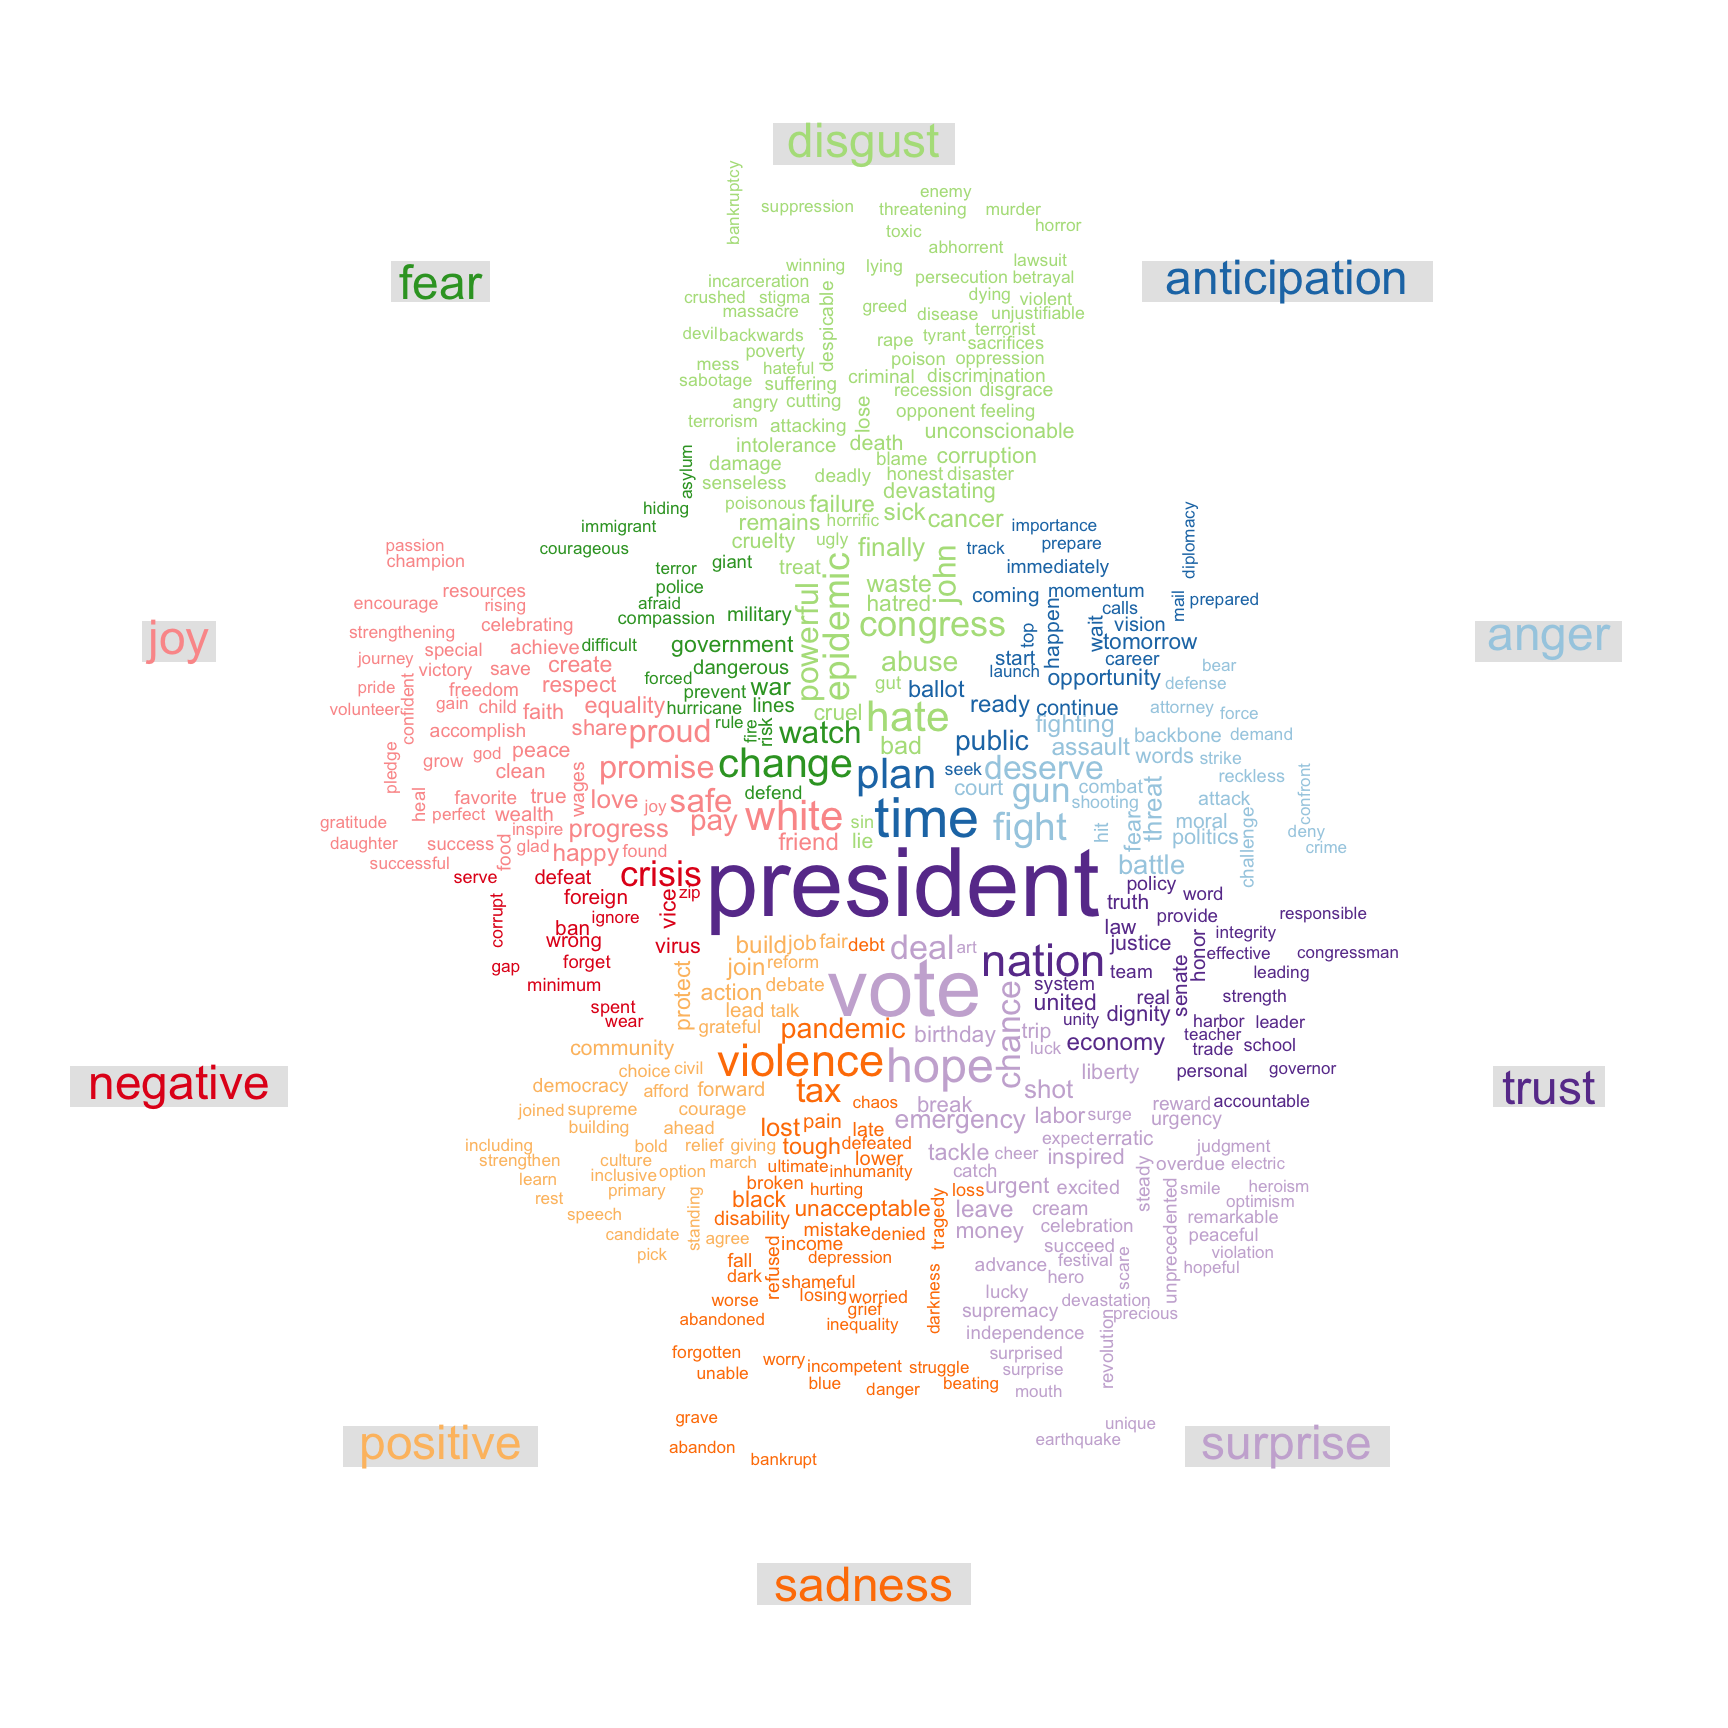 disgust
bankruptcy
enemy
suppression threatening murder
toxic horror
abhorrent
lawsuit
winning lying
incarceration persecution betrayal
crushed stigma greed dying violent
massacre despicable disease unjustifiable
fear
anticipation
devil backwards rape tyrant terrorist
poverty sacrifices
mess hateful poison oppression
sabotage suffering criminal discrimination
recession disgrace
angry cutting lose opponent feeling
terrorism attacking unconscionable
intolerance death
damage blame corruption
asylum senseless deadly honest disaster
devastating
hiding poisonous failure sick cancer
immigrant remains horrific importance diplomacy
courageous cruelty ugly finally john track prepare
passion
champion
terror giant treat epidemic immediately
resources police powerful waste coming momentum mail prepared
encourage rising afraid hatred happen calls
compassion military congress top wait vision
strengthening celebrating
special achieve difficult government start tomorrow
joy
anger
journey victory save create dangerous abuse launch career bear
pride freedom respect forced prevent war gut ballot opportunity defense
volunteer confident gain child faith equality hurricane lines cruel hate ready continue attorney force
accomplish share proud rule fire risk watch bad public fighting backbone demand
pledge grow god peace assault words strike
clean promise change plan seek deserve reckless
heal favorite true wages love joy safe defend court gun combat shooting threat attack confront
gratitude perfect wealth progress pay white sin time fight hit fear moral challenge deny
daughter success inspire glad friend lie politics crime
successful food happy found battle
serve defeat crisis president policy
corrupt foreign vice zip truth word
ignore provide responsible
ban law
wrong virus build job fair debt deal art nation justice honor integrity
gap forget protect join reform vote team senate effective congressman
minimum action debate system leading
spent lead talk chance united real strength
wear grateful pandemic birthday trip unity dignity harbor leader
community luck economy teacher trade school
choice civil violence hope liberty personal governor
negative
trust
democracy afford forward tax shot
joined supreme courage chaos break reward accountable
building ahead lost pain late emergency labor surge urgency
including bold relief giving tough defeated expect erratic judgment
strengthen culture march ultimate lower tackle cheer inspired overdue electric
learn inclusive option inhumanity catch
rest primary broken hurting loss urgent excited steady smile heroism
speech standing black unacceptable tragedy leave cream unprecedented optimism
disability remarkable
candidate agree mistake denied money celebration peaceful
pick income succeed violation
fall refused depression advance festival scare hopeful
dark shameful hero
worse losing worried darkness lucky devastation
abandoned grief supremacy precious
inequality independence revolution
forgotten worry incompetent struggle surprised
unable surprise
blue danger beating mouth
grave unique
positive
surprise
abandon earthquake
bankrupt
sadness